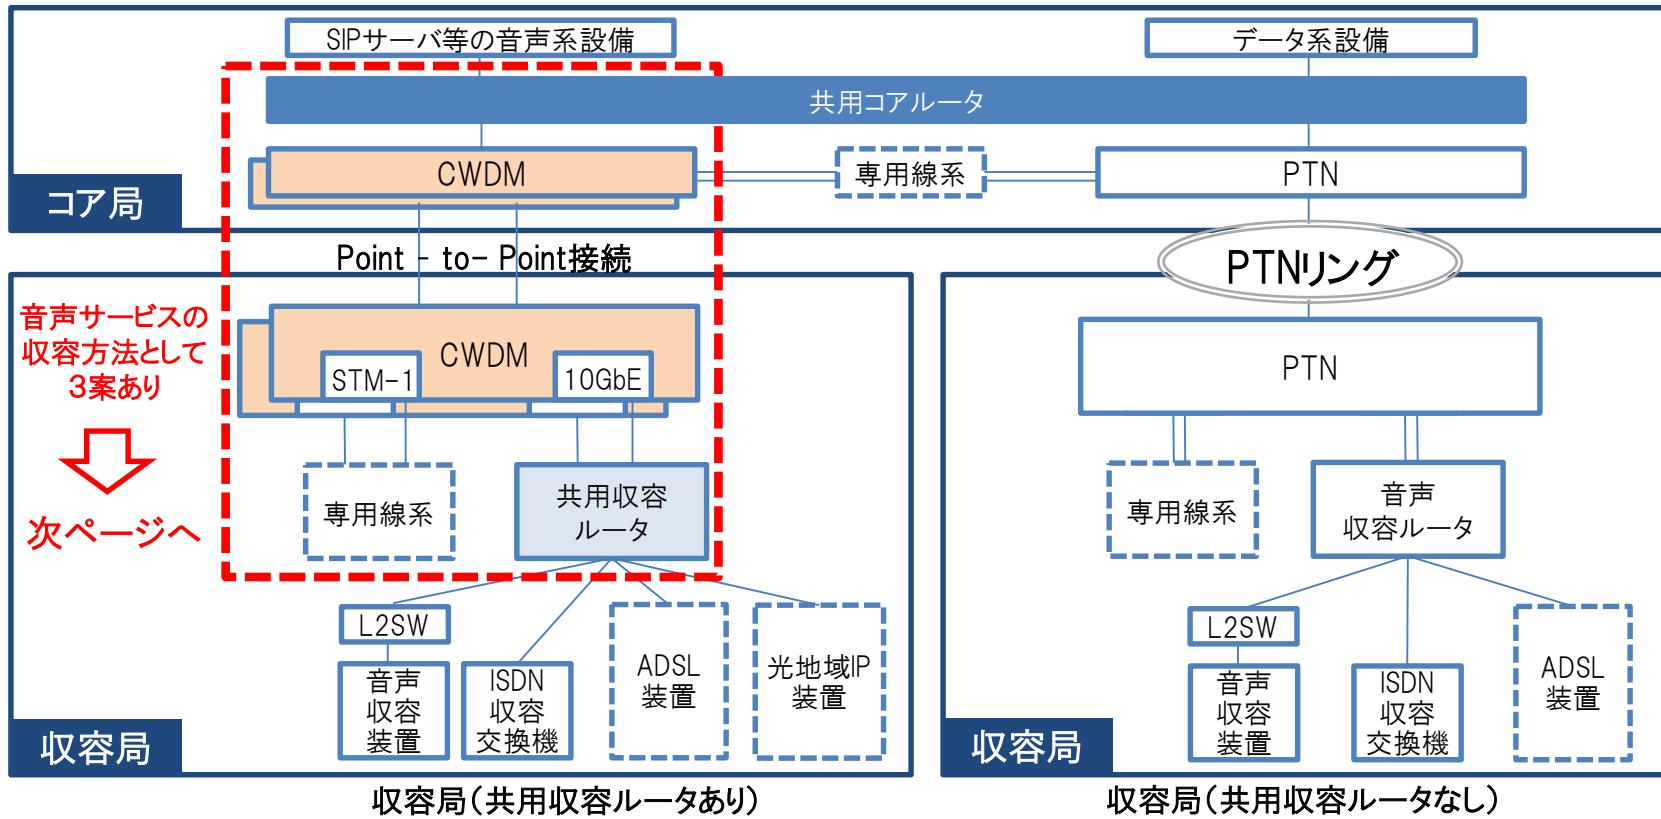 SIPサーバ等の音声系設備
データ系設備
共用コアルータ
CWDM
専用線系
PTN
コア局
Point - to- Point接続
PTNリング
音声サービスの
収容方法として
3案あり
次ページへ
CWDM
STM-1
10GbE
専用線系
共用収容
ルータ
L2SW
音声
収容
装置
ISDN
収容
交換機
ADSL
装置
光地域IP
装置
収容局
収容局(共用収容ルータあり)
PTN
専用線系
音声
収容ルータ
L2SW
音声
収容
装置
ISDN
収容
交換機
ADSL
装置
収容局
収容局(共用収容ルータなし)